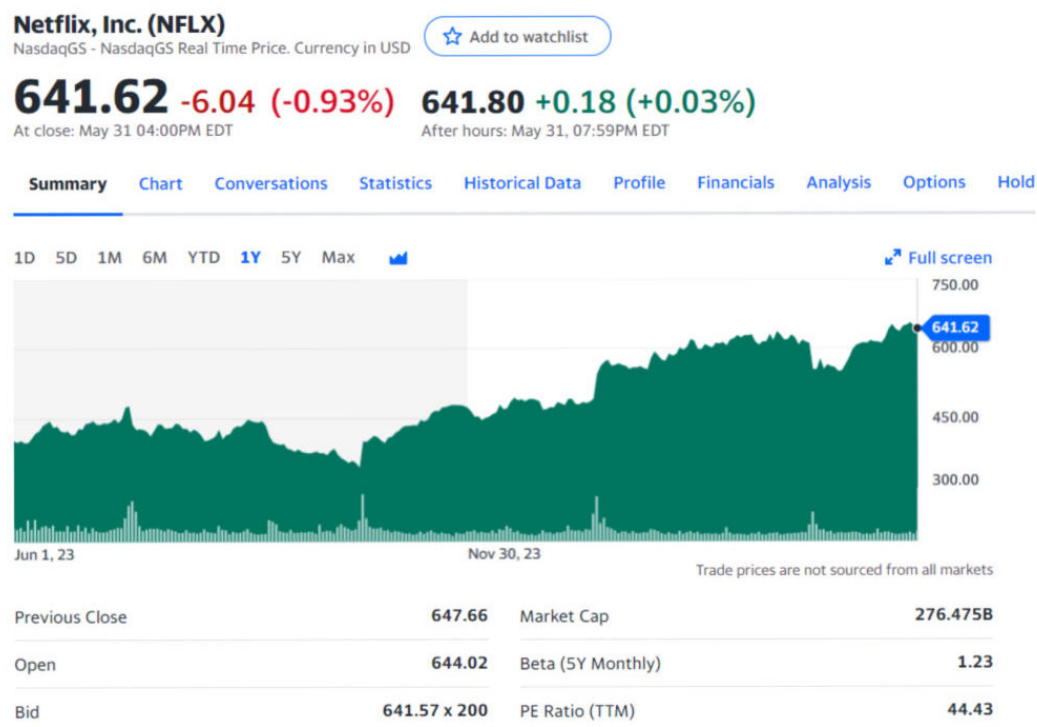 Netflix, Inc. (NFLX)
NasdaqGS - NasdaqGS Real Time Price. Currency in USD
Add to watchlist
641.62 -6.04 (-0.93%) 641.80 +0.18 (+0.03%)
At close: May 31 04:00PM EDT After hours: May 31, 07:59PM EDT
Summary Chart Conversations Statistics Historical Data Profile Financials Analysis Options Hold
1D 5D 1M 6M YTD 1Y 5Y Max Full screen
750.00
641.62
600.00
450.00
300.00
Jun 1, 23 Nov 30, 23
Trade prices are not sourced from all markets
Previous Close 647.66 Market Cap 276.475B
Open 644.02 Beta (5Y Monthly) 1.23
Bid 641.57 x 200 PE Ratio (TTM) 44.43